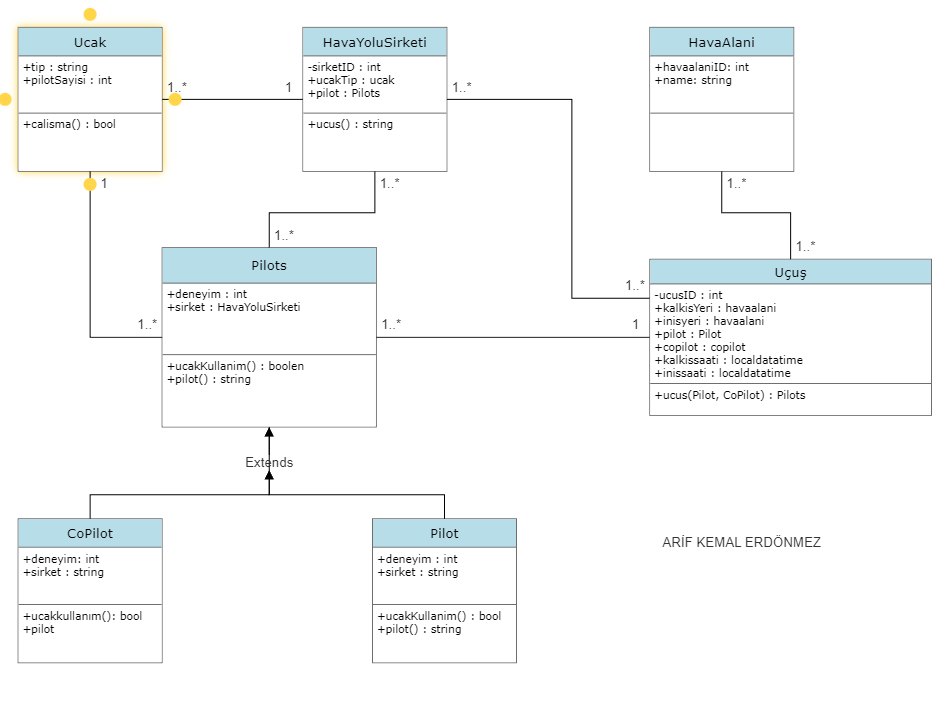 Ucak
+tip : string
+pilotSayisi : int
+calisma() : bool
1..*
1
HavaYoluSirketi
-sirketID : int
+ucakTip : ucak
+pilot : Pilots
+ucus() : string
1..*
HavaAlani
+havaalaniID: int
+name: string
1
1..*
1..*
1..*
1..*
Pilots
+deneyim : int
+sirket : HavaYoluSirketi
+ucakKullanim() : boolen
+pilot() : string
1..*
1..*
1..*
1
Uçuş
-ucusID : int
+kalkisYeri : havaalani
+inisyeri : havaalani
+pilot : Pilot
+copilot : copilot
+kalkissaati : localdatatime
+inissaati : localdatatime
+ucus(Pilot, CoPilot) : Pilots
Extends
CoPilot
+deneyim: int
+sirket : string
+ucakkullanım(): bool
+pilot
Pilot
+deneyim : int
+sirket : string
+ucakKullanim() : bool
+pilot() : string
ARİF KEMAL ERDÖNMEZ